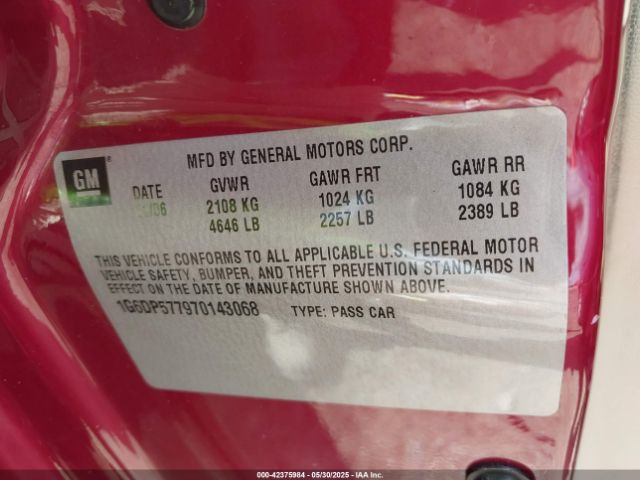 GM
MFD BY GENERAL MOTORS CORP.
DATE GVWR GAWR FRT GAWR RR
/06 2108 KG 1024 KG 1084 KG
4646 LB 2257 LB 2389 LB
THIS VEHICLE CONFORMS TO ALL APPLICABLE U.S. FEDERAL MOTOR
VEHICLE SAFETY, BUMPER, AND THEFT PREVENTION STANDARDS IN
EFFECT ON THE DATE OF MANUFACTURE SHOWN ABOVE.
1G6DP577970143068 TYPE: PASS CAR
000-42375984 - 05/30/2025 - IAA Inc.